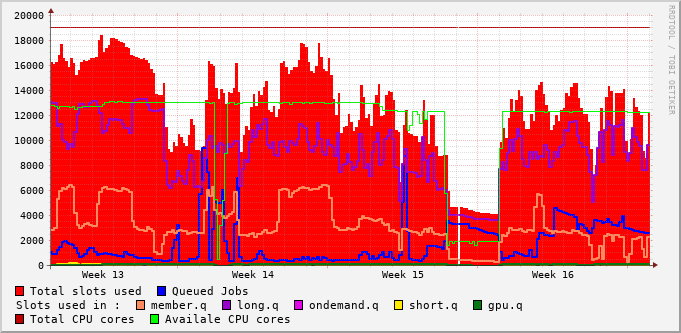 RRDTOOL / TOBI OETIKER
20000
18000
16000
14000
12000
10000
8000
6000
4000
2000
0
Week 13 Week 14 Week 15 Week 16
Total slots used Queued Jobs
Slots used in : member.q long.q ondemand.q short.q gpu.q
Total CPU cores Availale CPU cores